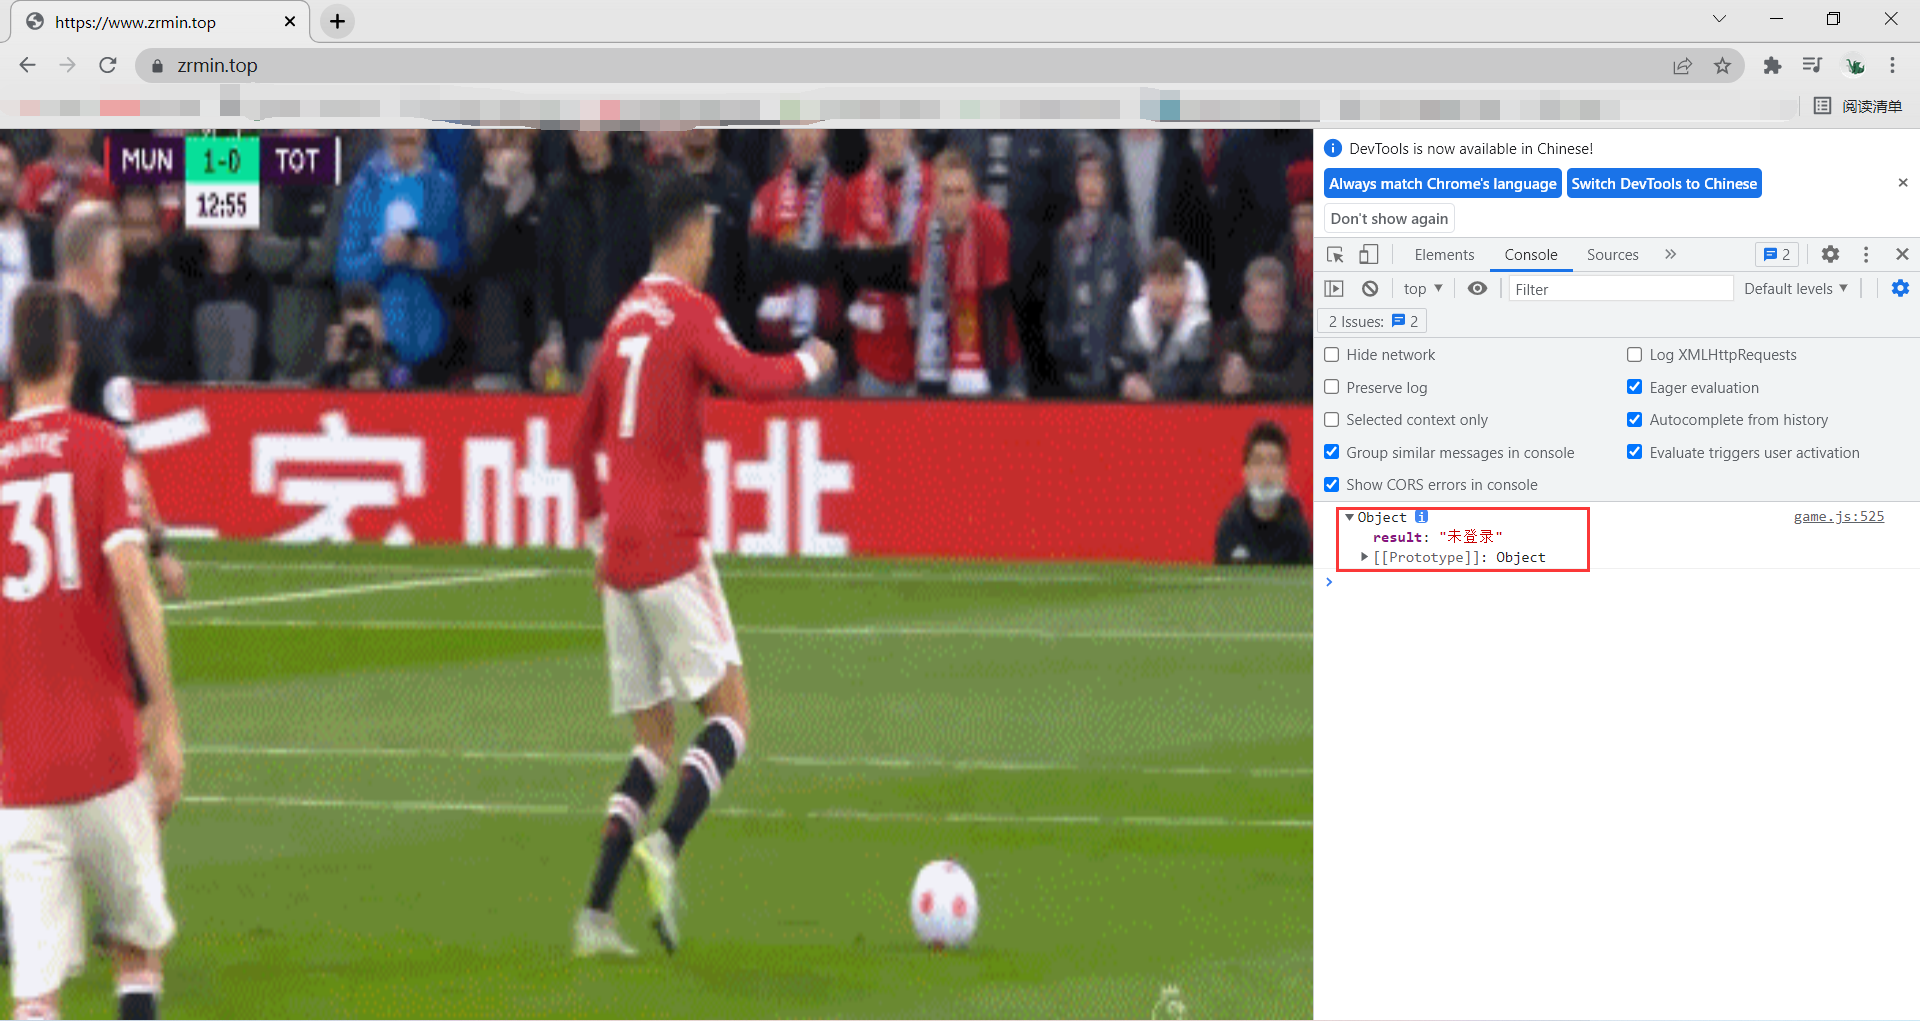 https://www.zrmin.top
zrmin.top
阅读清单
MUN 1-0 TOT
12:55
1
31
DevTools is now available in Chinese!
Always match Chrome's language
Switch DevTools to Chinese
Don't show again
Elements
Console
Sources
2
top
Filter
Default levels
2 Issues: 2
Hide network
Log XMLHttpRequests
Preserve log
Eager evaluation
Selected context only
Autocomplete from history
Group similar messages in console
Evaluate triggers user activation
Show CORS errors in console
Object
game.js:525
result: "未登录"
[[Prototype]]: Object